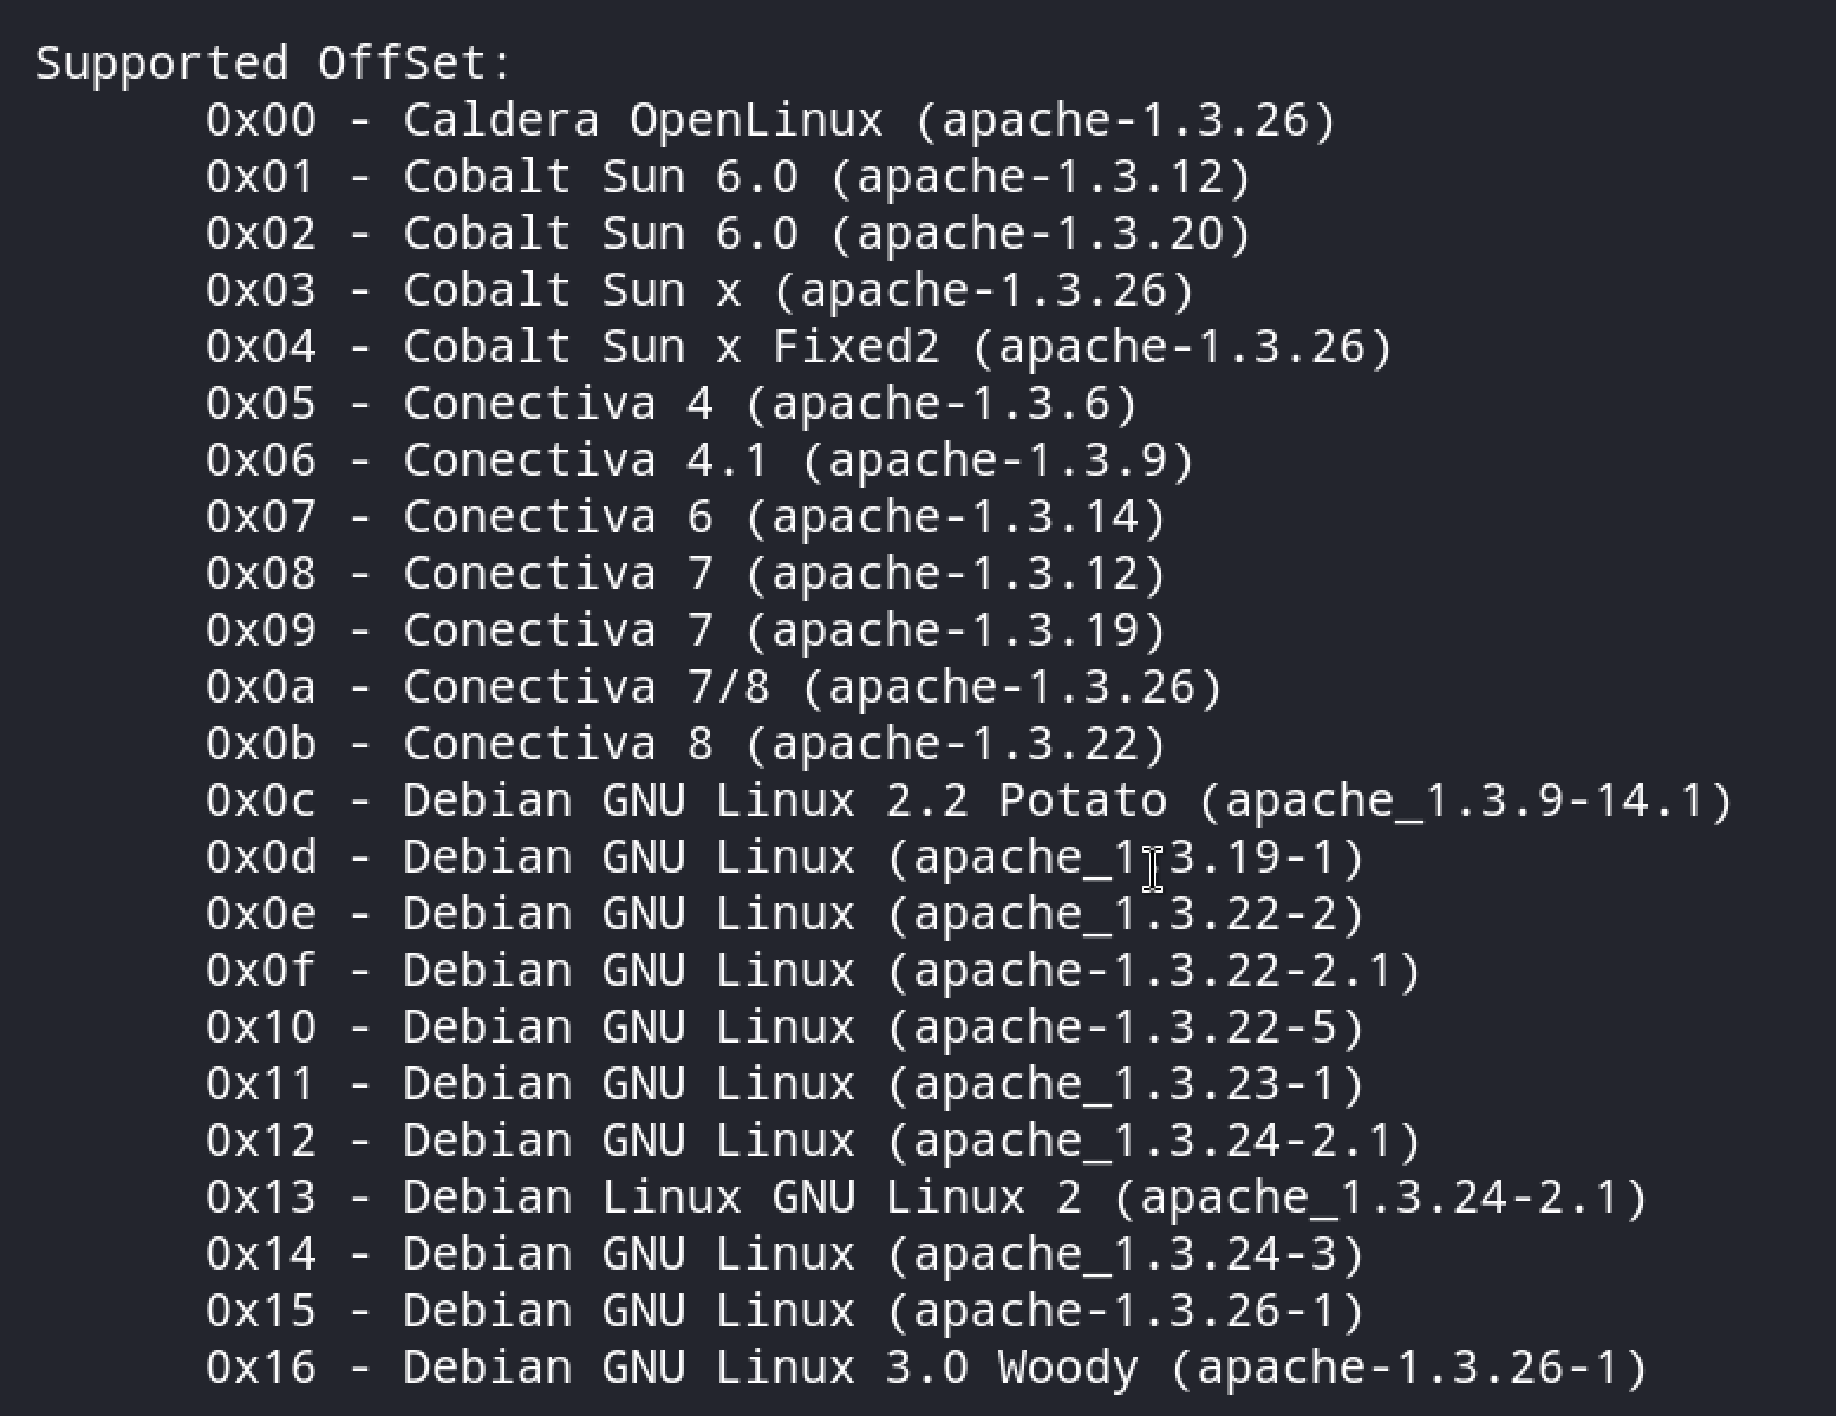 Supported OffSet:
0x00 - Caldera OpenLinux (apache-1.3.26)
0x01 - Cobalt Sun 6.0 (apache-1.3.12)
0x02 - Cobalt Sun 6.0 (apache-1.3.20)
0x03 - Cobalt Sun x (apache-1.3.26)
0x04 - Cobalt Sun x Fixed2 (apache-1.3.26)
0x05 - Conectiva 4 (apache-1.3.6)
0x06 - Conectiva 4.1 (apache-1.3.9)
0x07 - Conectiva 6 (apache-1.3.14)
0x08 - Conectiva 7 (apache-1.3.12)
0x09 - Conectiva 7 (apache-1.3.19)
0x0a - Conectiva 7/8 (apache-1.3.26)
0x0b - Conectiva 8 (apache-1.3.22)
0x0c - Debian GNU Linux 2.2 Potato (apache_1.3.9-14.1)
0x0d - Debian GNU Linux (apache_1.3.19-1)
0x0e - Debian GNU Linux (apache_1.3.22-2)
0x0f - Debian GNU Linux (apache-1.3.22-2.1)
0x10 - Debian GNU Linux (apache-1.3.22-5)
0x11 - Debian GNU Linux (apache_1.3.23-1)
0x12 - Debian GNU Linux (apache_1.3.24-2.1)
0x13 - Debian Linux GNU Linux 2 (apache_1.3.24-2.1)
0x14 - Debian GNU Linux (apache_1.3.24-3)
0x15 - Debian GNU Linux (apache-1.3.26-1)
0x16 - Debian GNU Linux 3.0 Woody (apache-1.3.26-1)